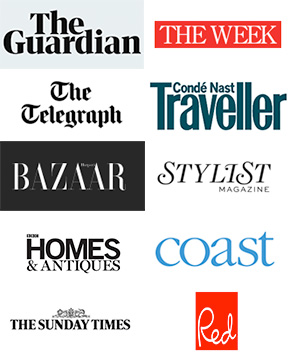 The
Guardian
THE WEEK
The
Telegraph
Condé Nast
Traveller
Harper's
BAZAAR
STYLIST
MAGAZINE
BBC
HOMES
& ANTIQUES
coast
THE SUNDAY TIMES
Red